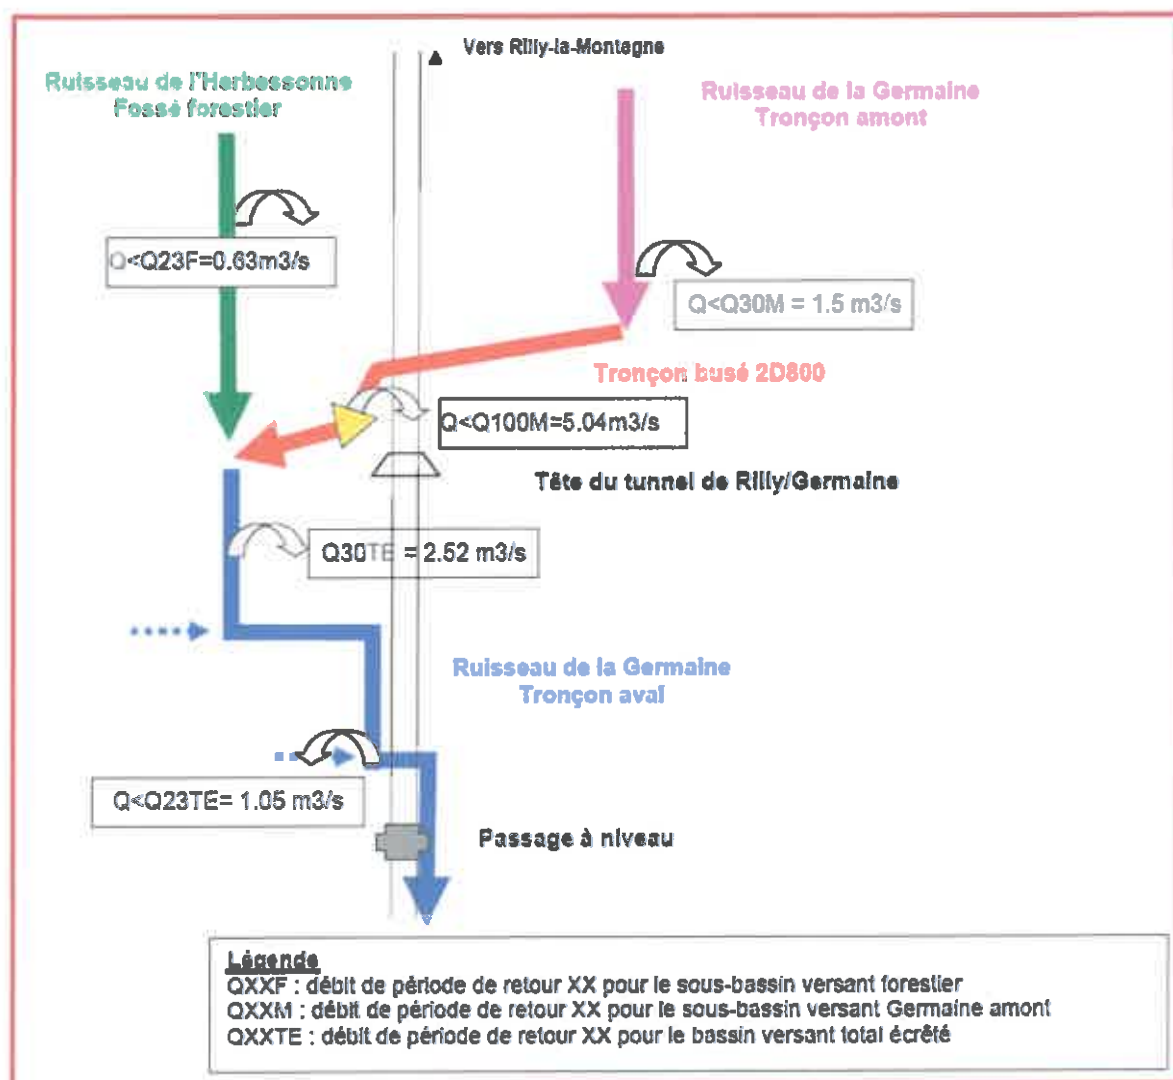 Vers Rilly-la-Montagne
Ruisseau de l'Herbessonne
Fossé forestier
Ruisseau de la Germaine
Tronçon amont
Q<Q23F=0.63m3/s
Q<Q30M = 1.5 m3/s
Tronçon busé 2D800
Q<Q100M=5.04m3/s
Tête du tunnel de Rilly/Germaine
Q30TE = 2.52 m3/s
Ruisseau de la Germaine
Tronçon aval
Q<Q23TE= 1.05 m3/s
Passage à niveau
Légende
QXXF : débit de période de retour XX pour le sous-bassin versant forestier
QXXM : débit de période de retour XX pour le sous-bassin versant Germaine amont
QXXTE : débit de période de retour XX pour le bassin versant total écrêté